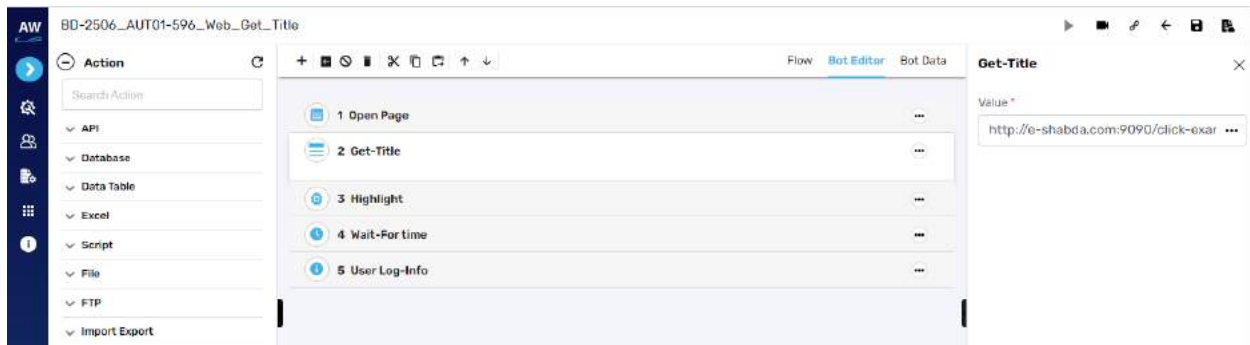 AW
BD-2506_AUT01-596_Web_Get_Title
Action
Search Action
API
Database
Data Table
Excel
Script
File
FTP
Import Export
Flow Bot Editor Bot Data
1 Open Page
2 Get-Title
3 Highlight
4 Wait-For time
5 User Log-Info
Get-Title
Value *
http://e-shabda.com:9090/click-exar